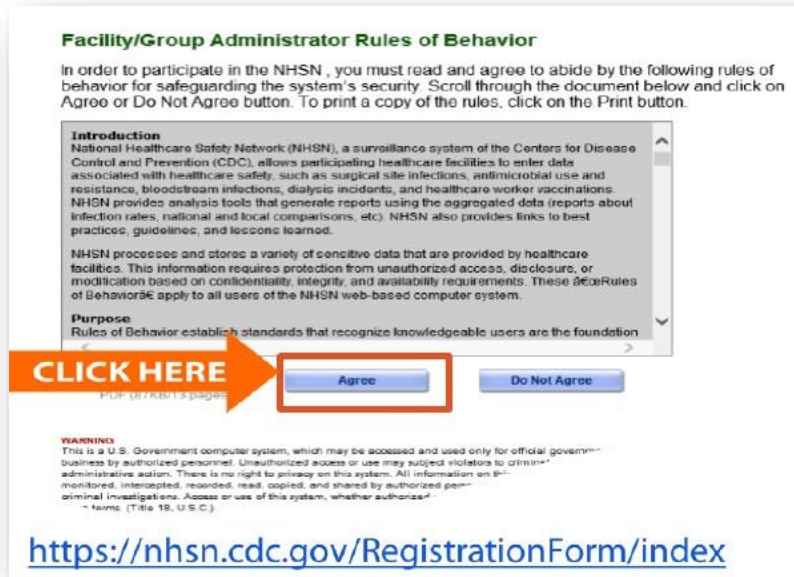 Facility/Group Administrator Rules of Behavior
In order to participate in the NHSN , you must read and agree to abide by the following rules of
behavior for safeguarding the system's security. Scroll through the document below and click on
Agree or Do Not Agree button. To print a copy of the rules, click on the Print button.
Introduction
National Healthcare Safety Network (NHSN), a surveillance system of the Centers for Disease
Control and Prevention (CDC), allows participating healthcare facilities to enter data
associated with healthcare safety, such as surgical site infections, antimicrobial use and
resistance, bloodstream infections, dialysis incidents, and healthcare worker vaccinations.
NHSN provides analysis tools that generate reports using the aggregated data (reports about
infection rates, national and local comparisons, etc). NHSN also provides links to best
practices, guidelines, and lessons learned.
NHSN processes and stores a variety of sensitive data that are provided by healthcare
facilities. This information requires protection from unauthorized access, disclosure, or
modification based on confidentiality, integrity, and availability requirements. These â€œRules
of Behaviorâ€ apply to all users of the NHSN web-based computer system.
Purpose
Rules of Behavior establish standards that recognize knowledgeable users are the foundation
CLICK HERE
Agree
Do Not Agree
PDF (87KB/13 pages
WARNING
This is a U.S. Government computer system, which may be accessed and used only for official
business by authorized personnel. Unauthorized access or use may subject violators to
administrative action. There is no right to privacy on this system. All information on
monitored, intercepted, recorded, read, copied, and shared by authorized
criminal investigations. Access or use of this system, whether authorized
terms. (Title 18, U.S.C.)
https://nhsn.cdc.gov/RegistrationForm/index